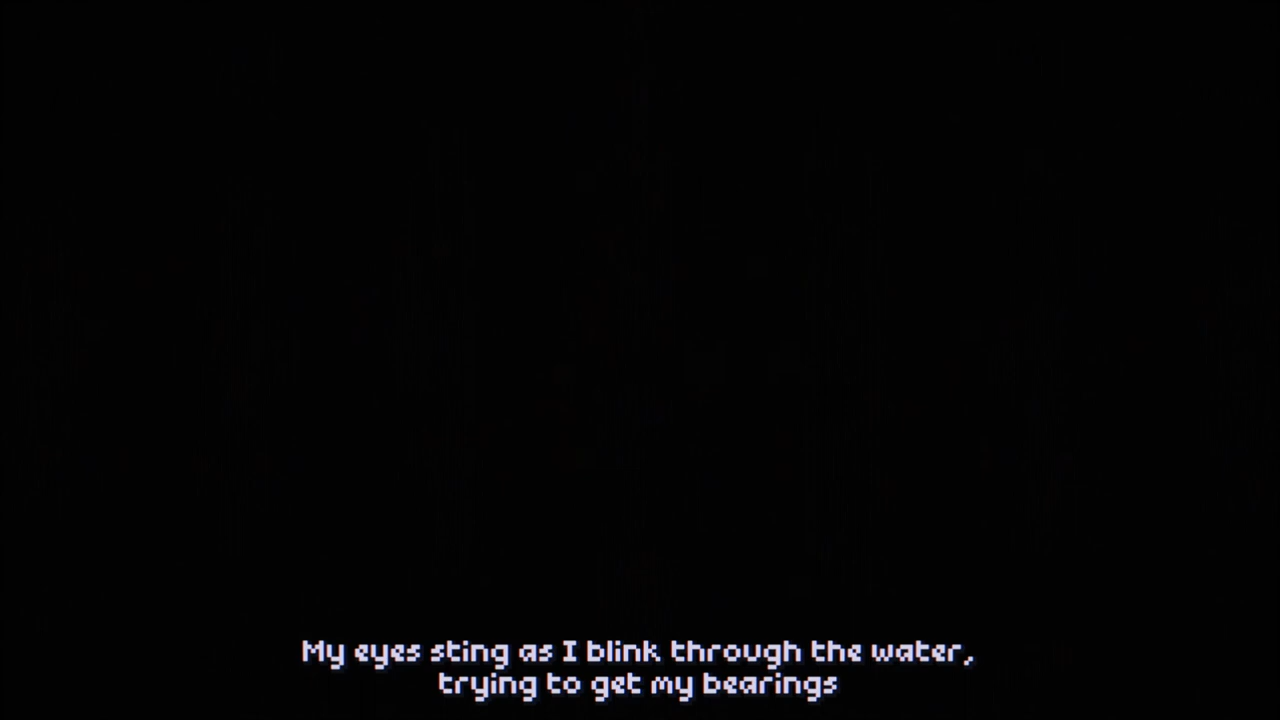 My eyes sting as I blink through the water,
trying to get my bearings